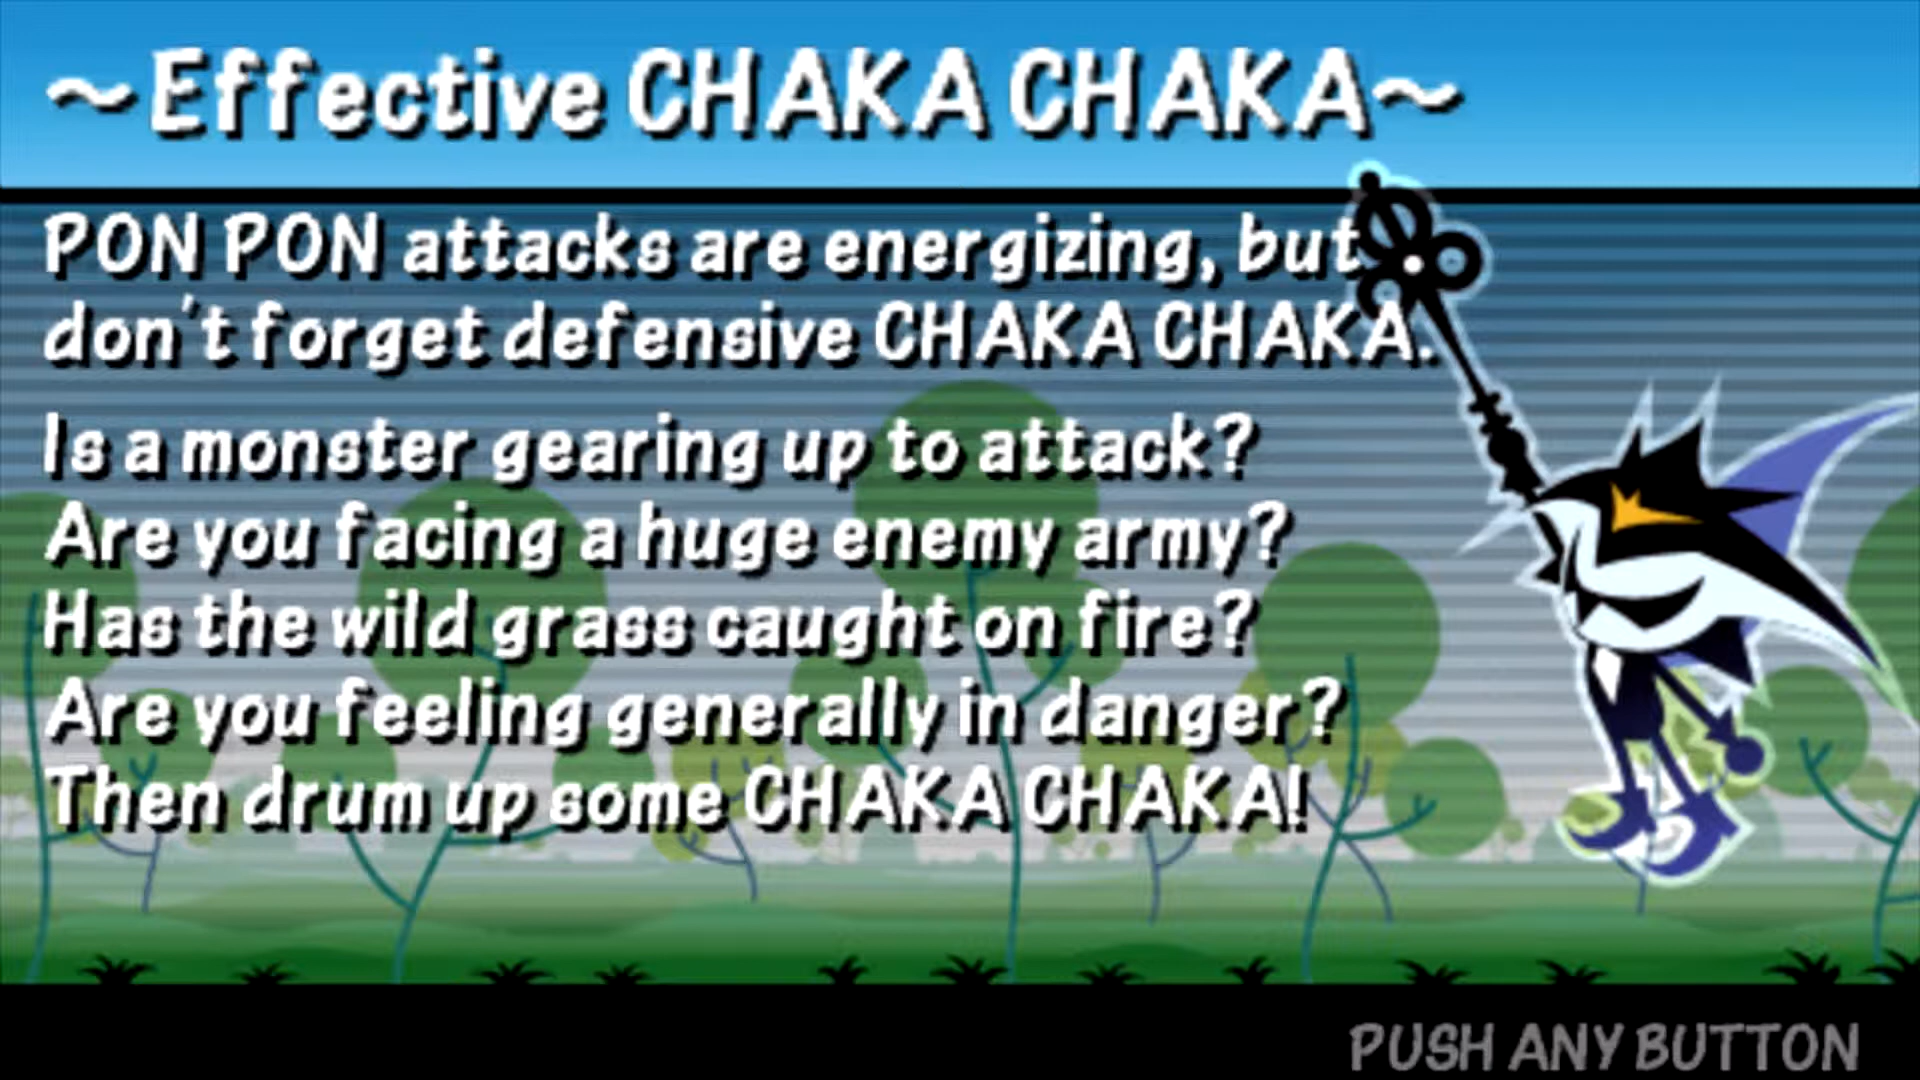 ~Effective CHAKA CHAKA~
PON PON attacks are energizing, but
don't forget defensive CHAKA CHAKA.
Is a monster gearing up to attack?
Are you facing a huge enemy army?
Has the wild grass caught on fire?
Are you feeling generally in danger?
Then drum up some CHAKA CHAKA!
PUSH ANY BUTTON